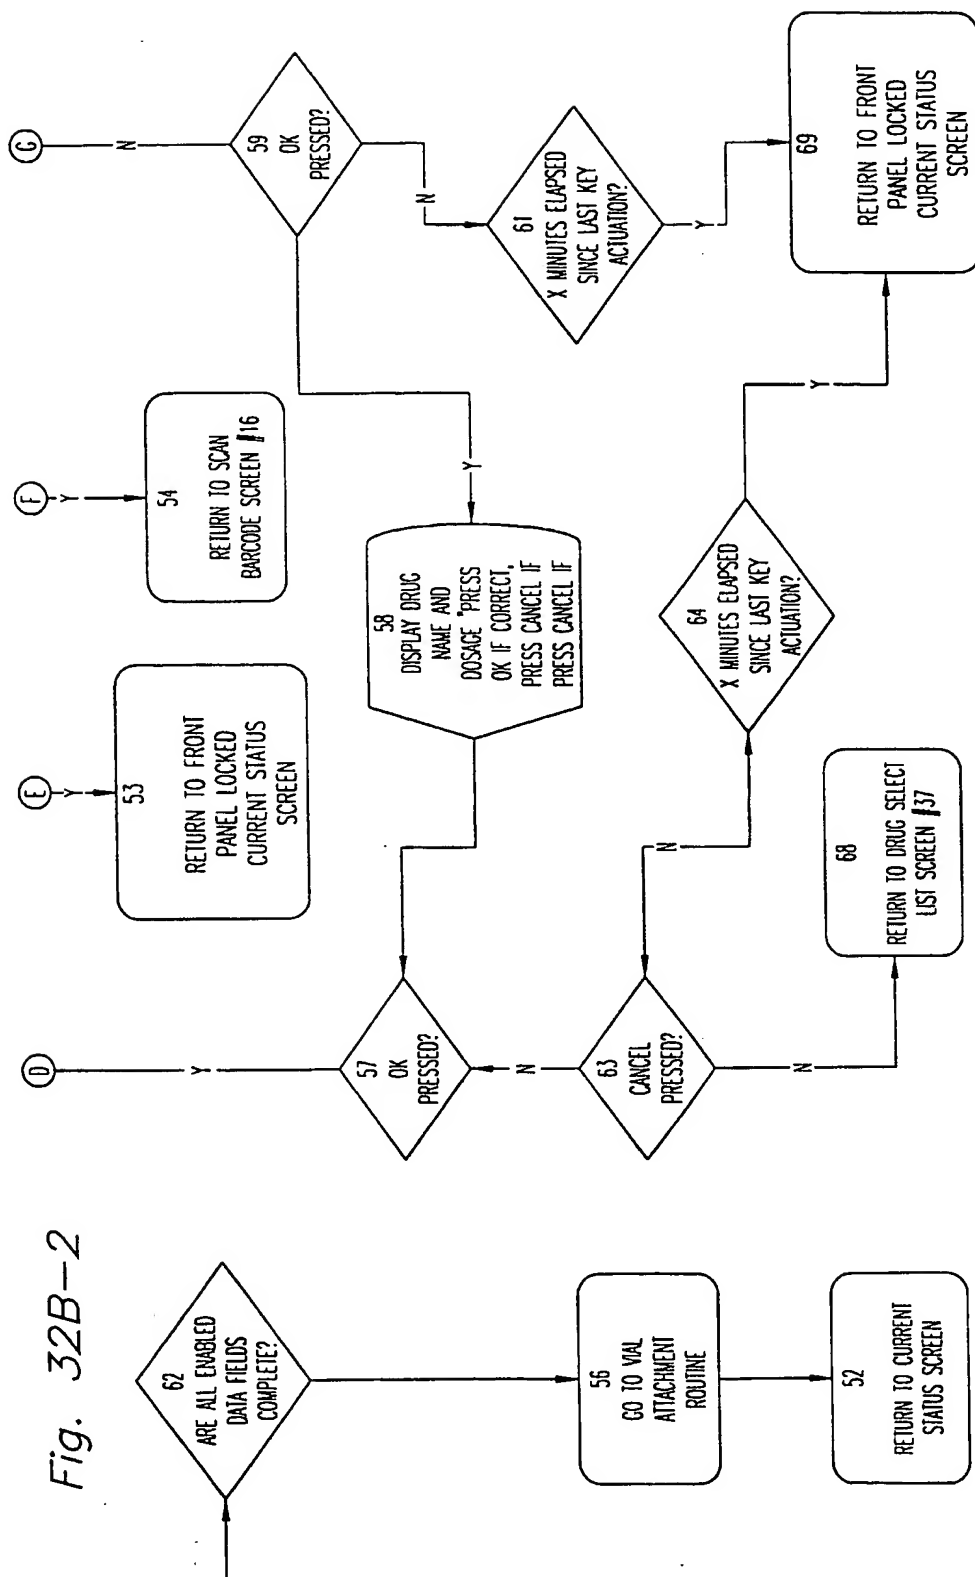 Fig. 32B-2
62
ARE ALL ENABLED
DATA FIELDS
COMPLETE?
56
GO TO VIAL
ATTACHMENT
ROUTINE
52
RETURN TO CURRENT
STATUS SCREEN
D
Y
57
OK
PRESSED?
N
63
CANCEL
PRESSED?
N
68
RETURN TO DRUG SELECT
LIST SCREEN #37
N
64
X MINUTES ELAPSED
SINCE LAST KEY
ACTUATION?
Y
E
Y
53
RETURN TO FRONT
PANEL LOCKED
CURRENT STATUS
SCREEN
F
Y
54
RETURN TO SCAN
BARCODE SCREEN #16
58
DISPLAY DRUG
NAME AND
DOSAGE "PRESS
OK IF CORRECT,
PRESS CANCEL IF
PRESS CANCEL IF
Y
G
N
59
OK
PRESSED?
N
61
X MINUTES ELAPSED
SINCE LAST KEY
ACTUATION?
Y
69
RETURN TO FRONT
PANEL LOCKED
CURRENT STATUS
SCREEN